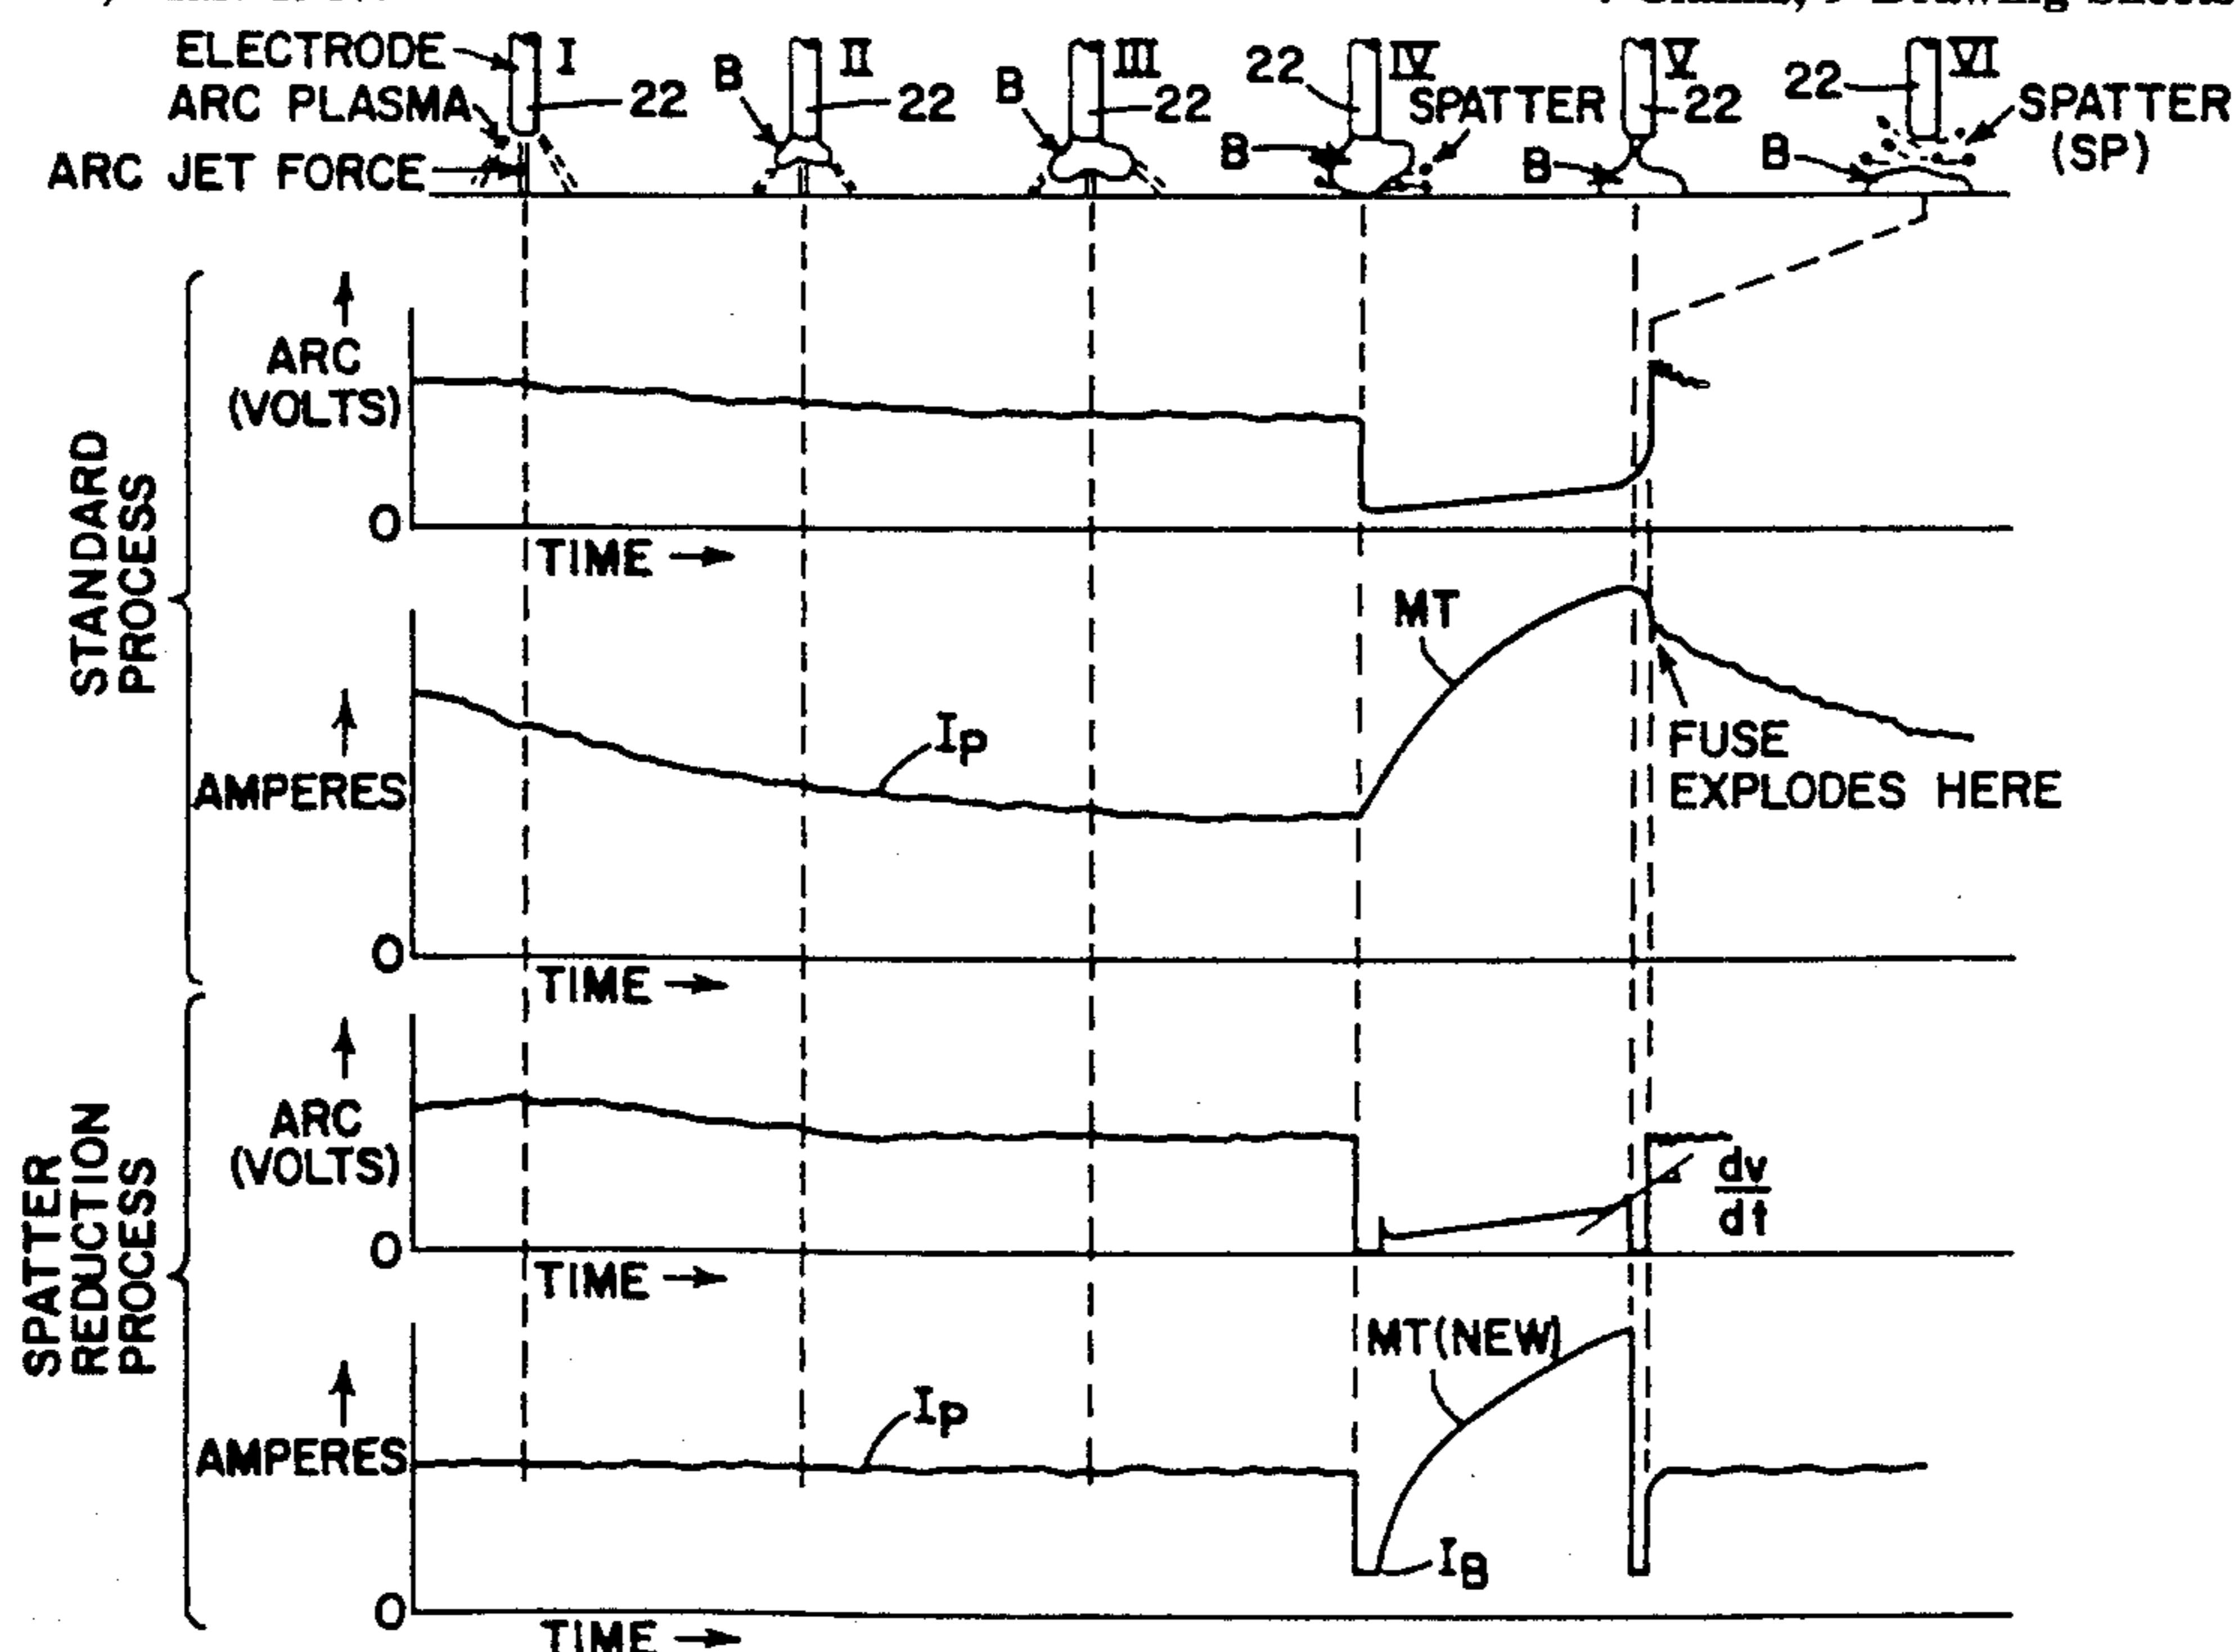 ELECTRODE
I
22
ARC PLASMA
ARC JET FORCE
B
II
22
B
III
22
22
IV
SPATTER
B
V
22
B
22
VI
SPATTER
(SP)
B
STANDARD
PROCESS
ARC
(VOLTS)
0
TIME
AMPERES
IP
MT
FUSE
EXPLODES HERE
0
TIME
SPATTER
REDUCTION
PROCESS
ARC
(VOLTS)
0
TIME
dv
dt
AMPERES
IP
MT(NEW)
IB
0
TIME